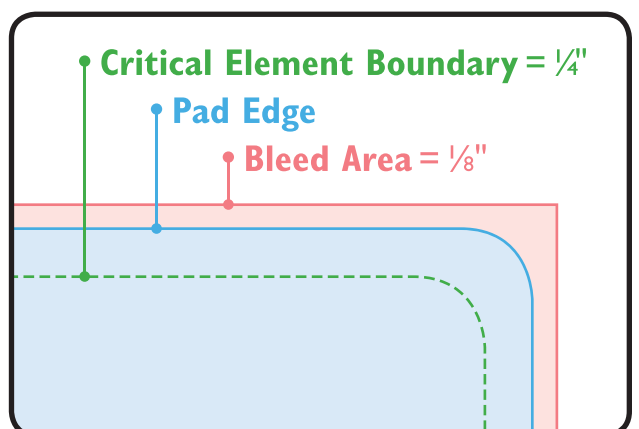 Critical Element Boundary = ¼"
Pad Edge
Bleed Area = ⅛"